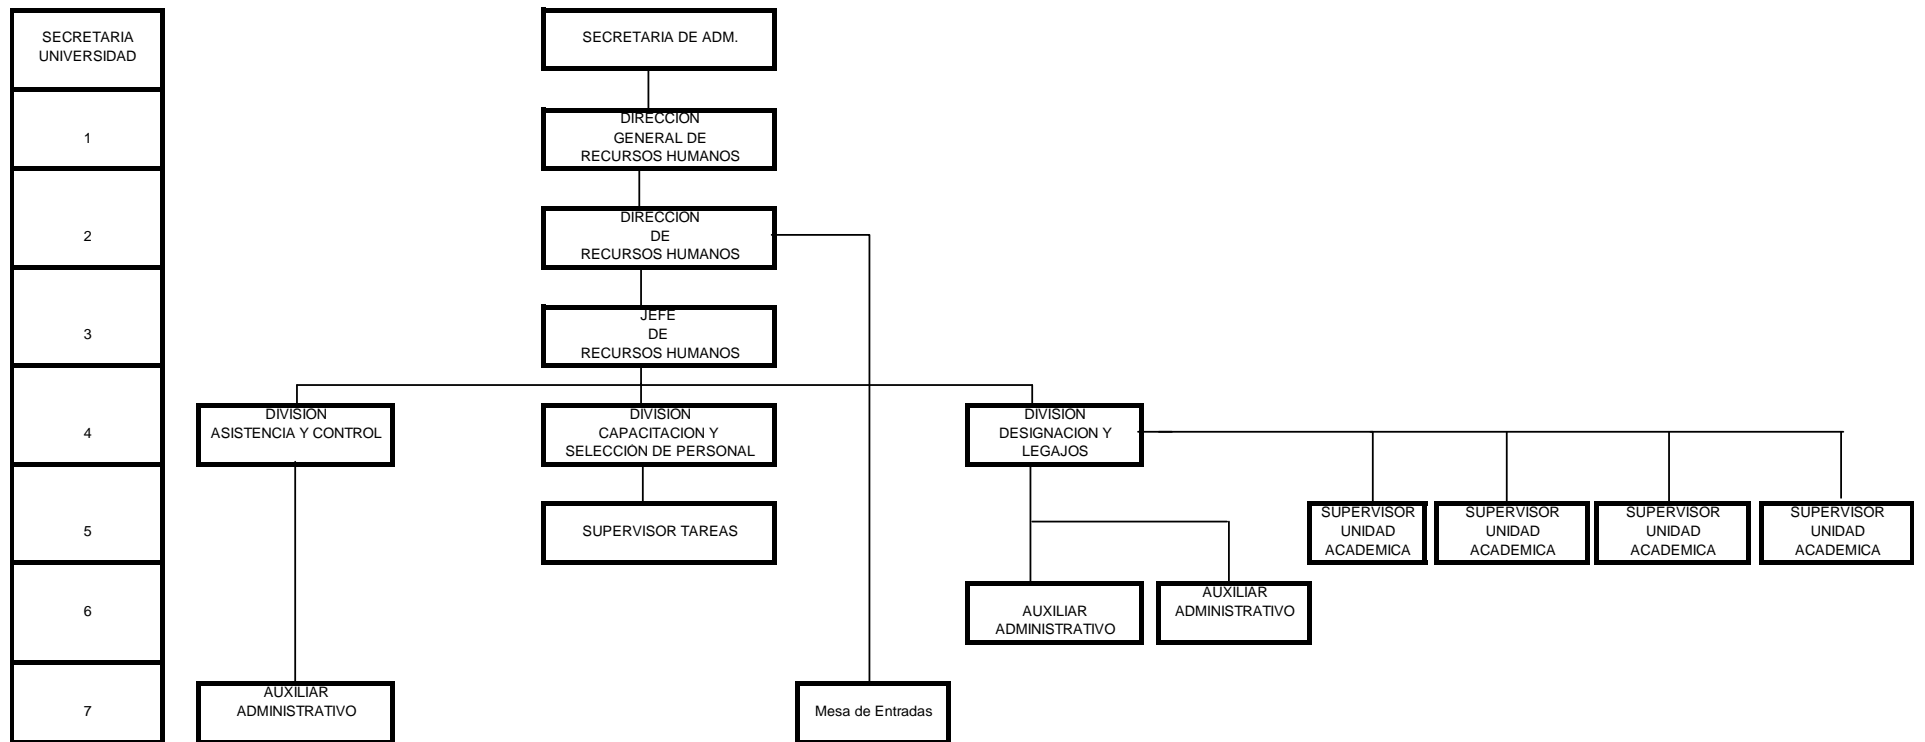 SECRETARIA
UNIVERSIDAD
SECRETARIA DE ADM.
1
DIRECCION
GENERAL DE
RECURSOS HUMANOS
2
DIRECCION
DE
RECURSOS HUMANOS
3
JEFE
DE
RECURSOS HUMANOS
4
DIVISION
ASISTENCIA Y CONTROL
DIVISION
CAPACITACION Y
SELECCIÓN DE PERSONAL
DIVISION
DESIGNACION Y
LEGAJOS
5
SUPERVISOR TAREAS
SUPERVISOR
UNIDAD
ACADEMICA
SUPERVISOR
UNIDAD
ACADEMICA
SUPERVISOR
UNIDAD
ACADEMICA
SUPERVISOR
UNIDAD
ACADEMICA
6
AUXILIAR
ADMINISTRATIVO
AUXILIAR
ADMINISTRATIVO
7
AUXILIAR
ADMINISTRATIVO
Mesa de Entradas